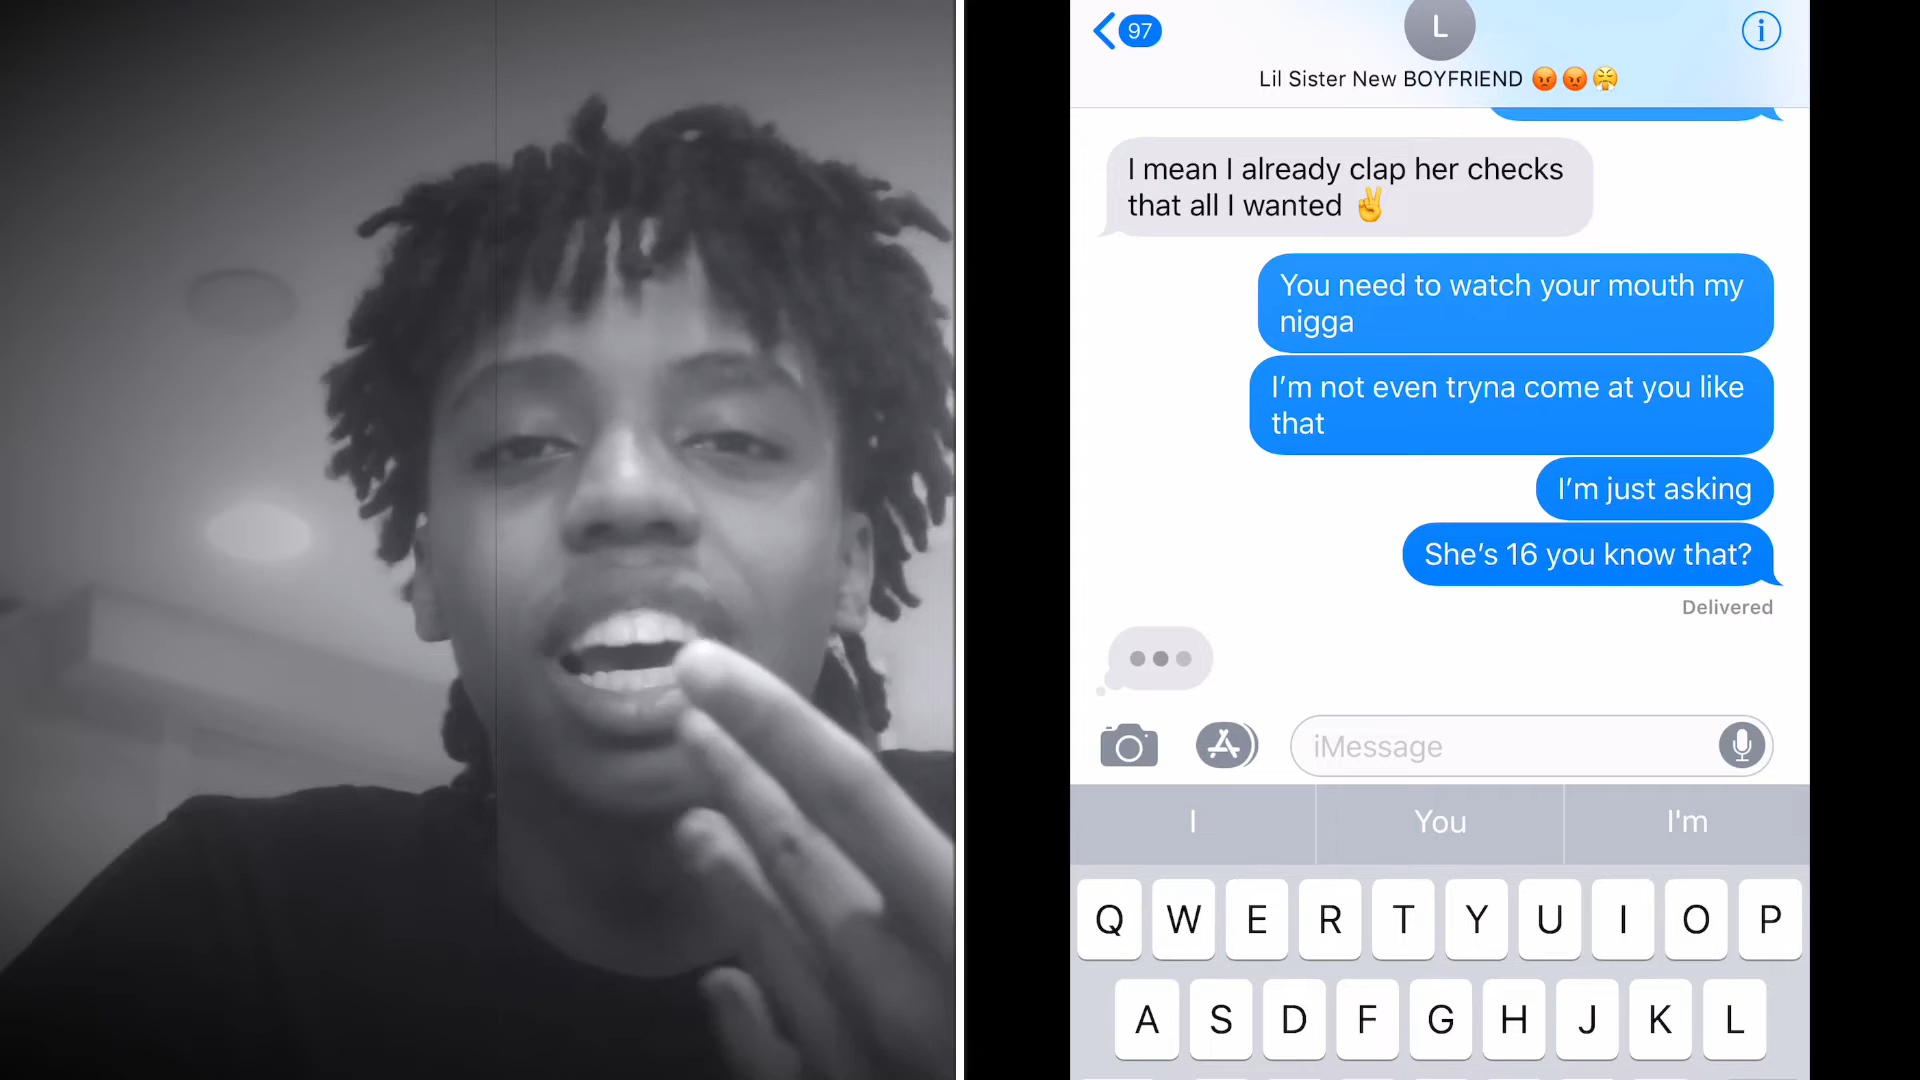 97
L
Lil Sister New BOYFRIEND 😡😡😤
I mean I already clap her checks
that all I wanted ✌️
You need to watch your mouth my
nigga
I'm not even tryna come at you like
that
I'm just asking
She's 16 you know that?
Delivered
iMessage
I You I'm
Q W E R T Y U I O P
A S D F G H J K L